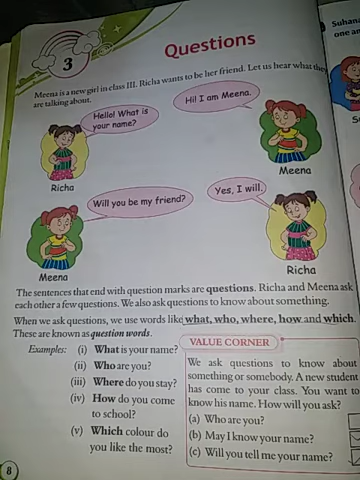 3
Questions
Meena is a new girl in class III. Richa wants to be her friend. Let us hear what they
are talking about.
Hello! What is
your name?
Hi! I am Meena.
Richa
Meena
Will you be my friend?
Yes, I will.
Meena
Richa
The sentences that end with question marks are questions. Richa and Meena ask
each other a few questions. We also ask questions to know about something.
When we ask questions, we use words like what, who, where, how and which.
These are known as question words.
Examples: (i) What is your name?
(ii) Who are you?
(iii) Where do you stay?
(iv) How do you come
to school?
(v) Which colour do
you like the most?
VALUE CORNER
We ask questions to know about
something or somebody. A new student
has come to your class. You want to
know his name. How will you ask?
(a) Who are you?
(b) May I know your name?
(c) Will you tell me your name?
8
Suhana
one an